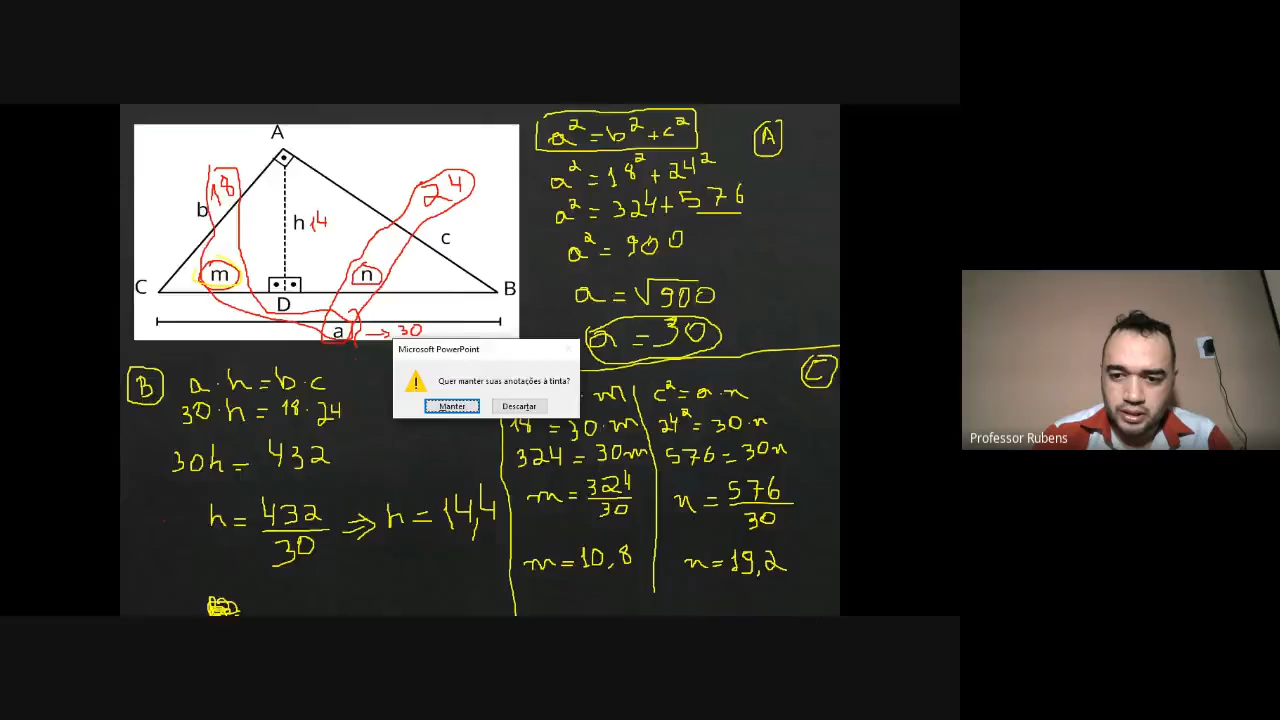 A
18
24
b
h 14
c
m
n
C
D
B
a → 30
a² = b² + c²
A
a² = 18² + 24²
a² = 324 + 576
a² = 900
a = √900
a = 30
B
a · h = b · c
30 · h = 18 · 24
30h = 432
h = 432/30 ⇒ h = 14,4
Microsoft PowerPoint
Quer manter suas anotações à tinta?
Manter
Descartar
C
· m
18 = 30 · m
324 = 30m
m = 324/30
m = 10,8
c² = a · n
24² = 30 · n
576 = 30n
n = 576/30
n = 19,2
Professor Rubens